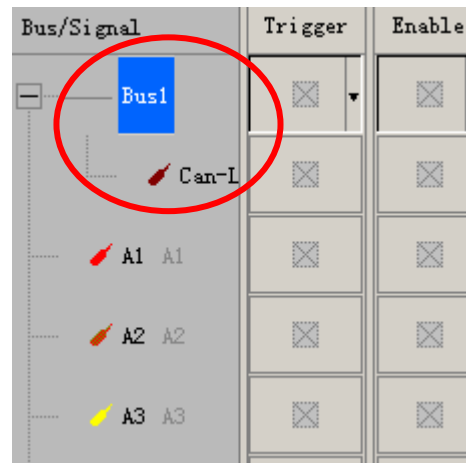 Bus/Signal Trigger Enable
Bus1
Can-L
A1 A1
A2 A2
A3 A3